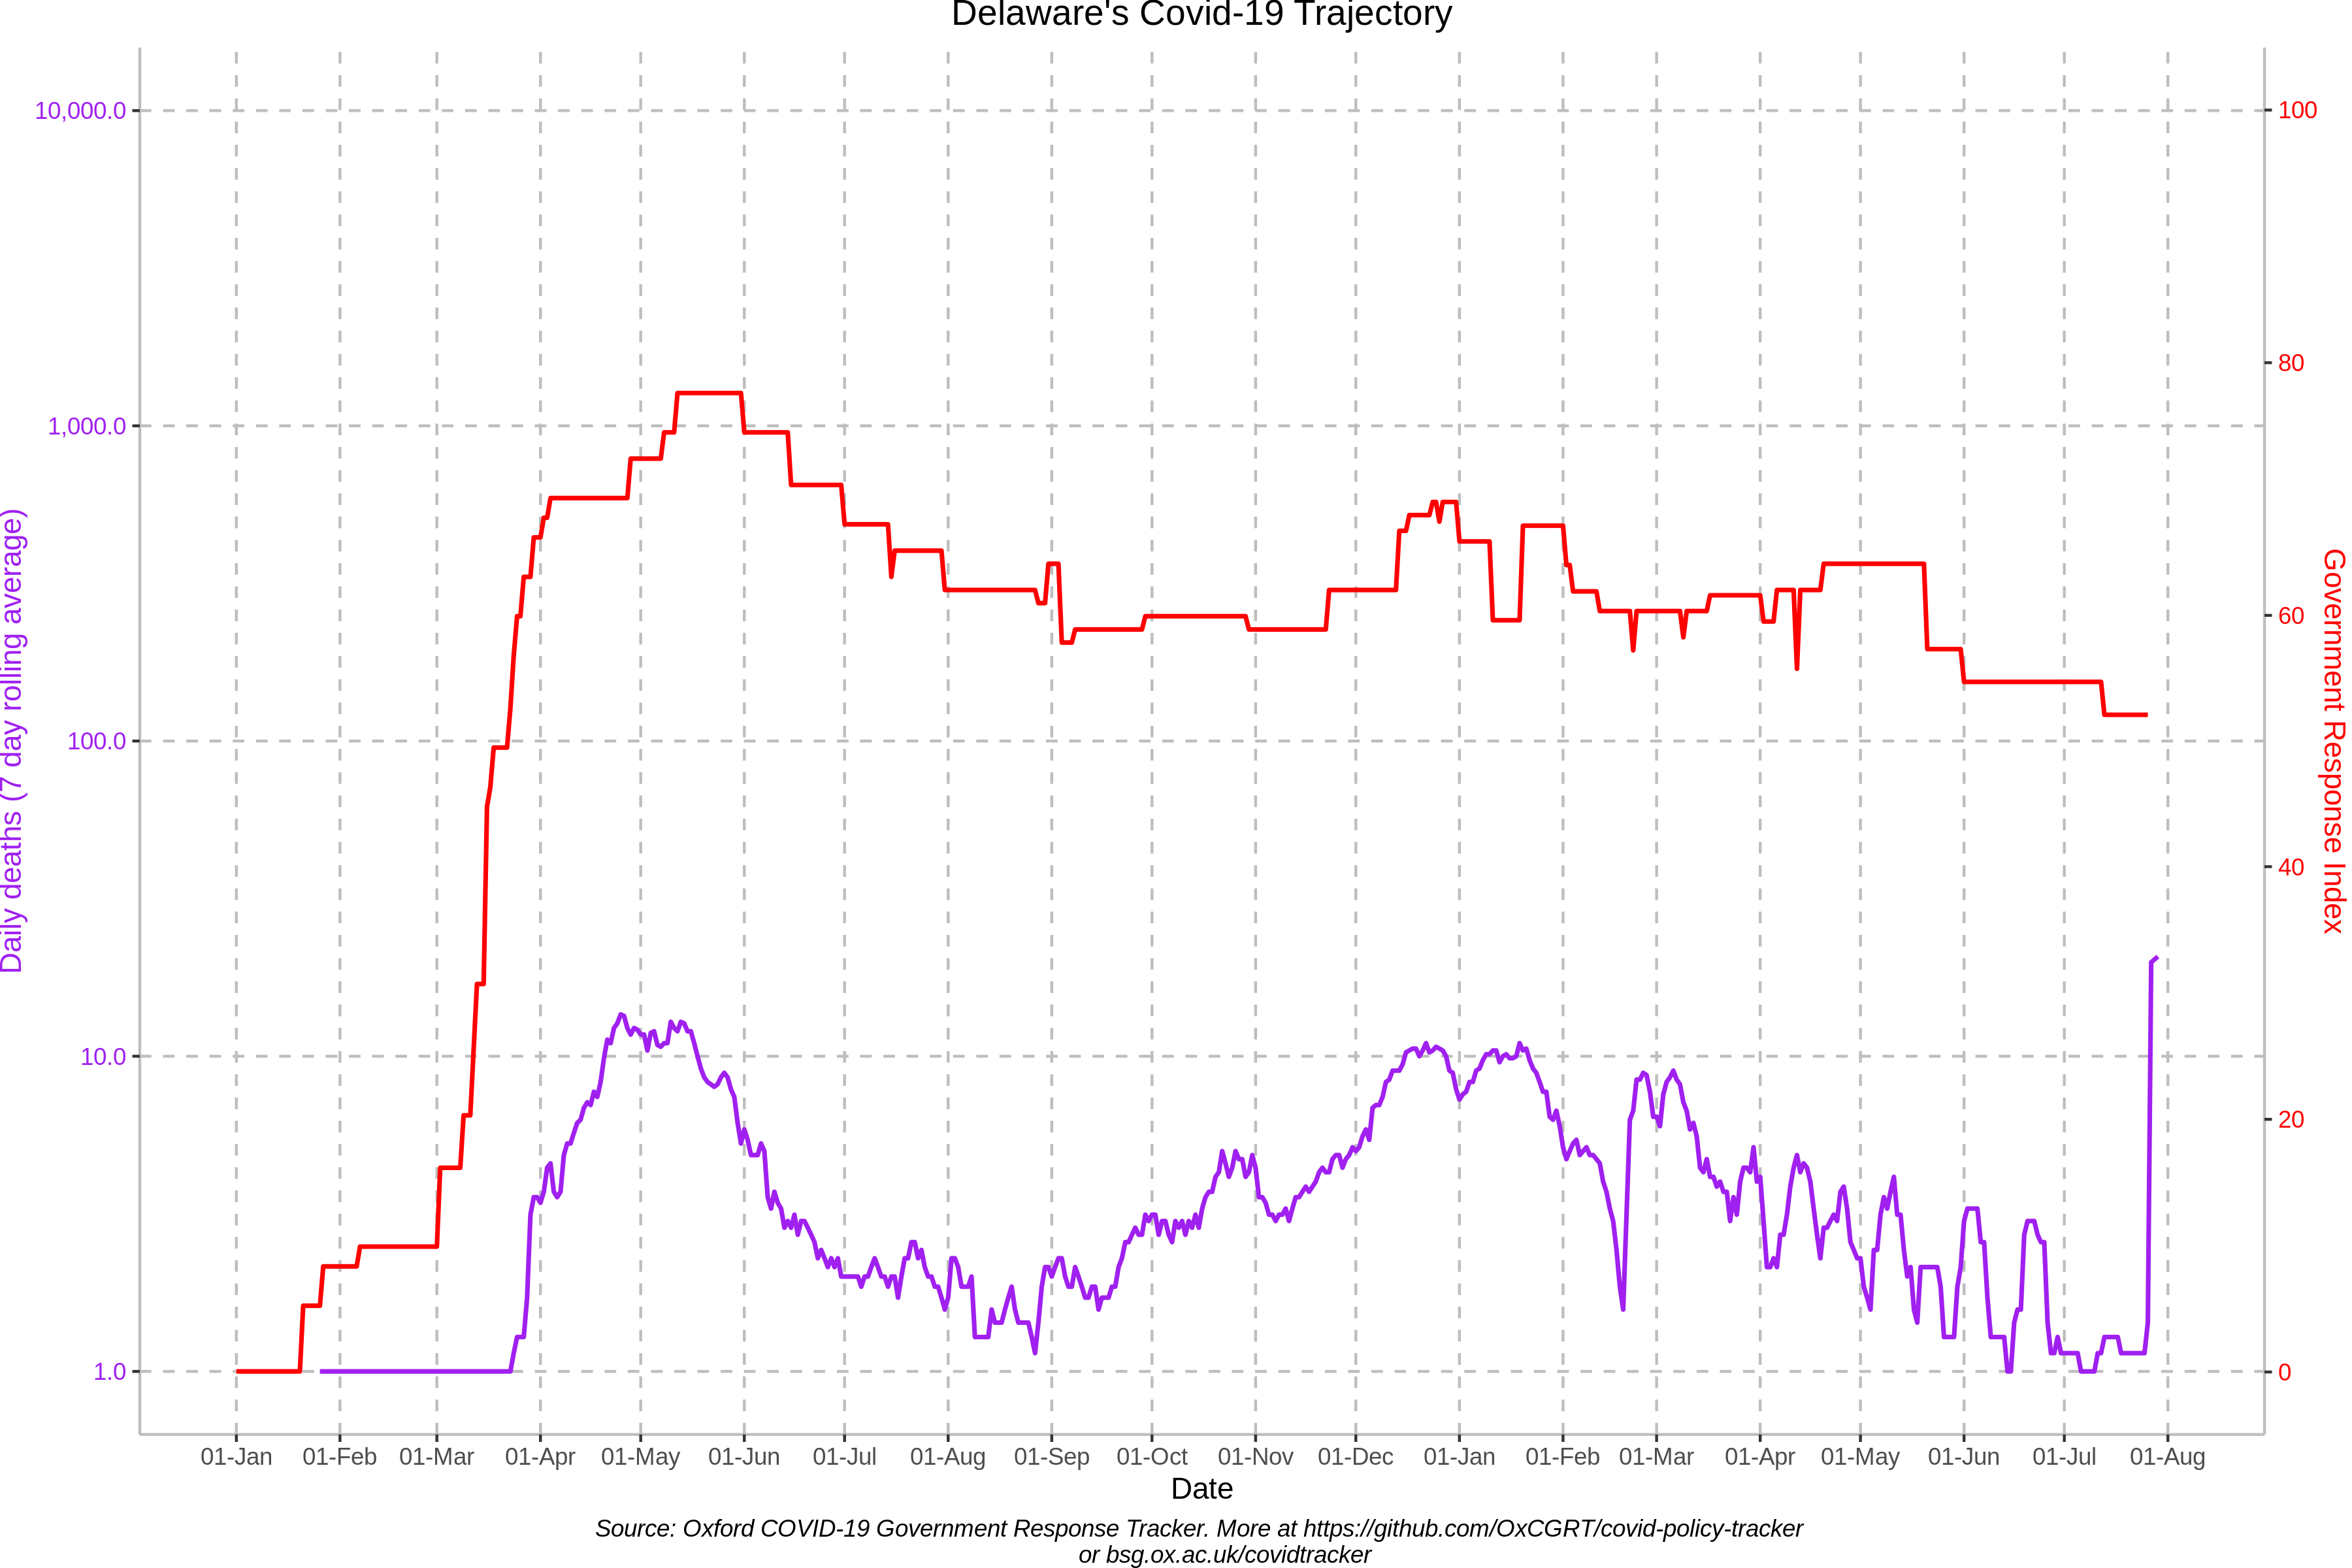 Delaware's Covid-19 Trajectory
10,000.0
1,000.0
100.0
10.0
1.0
Daily deaths (7 day rolling average)
100
80
60
40
20
0
Government Response Index
01-Jan 01-Feb 01-Mar 01-Apr 01-May 01-Jun 01-Jul 01-Aug 01-Sep 01-Oct 01-Nov 01-Dec 01-Jan 01-Feb 01-Mar 01-Apr 01-May 01-Jun 01-Jul 01-Aug
Date
Source: Oxford COVID-19 Government Response Tracker. More at https://github.com/OxCGRT/covid-policy-tracker
or bsg.ox.ac.uk/covidtracker